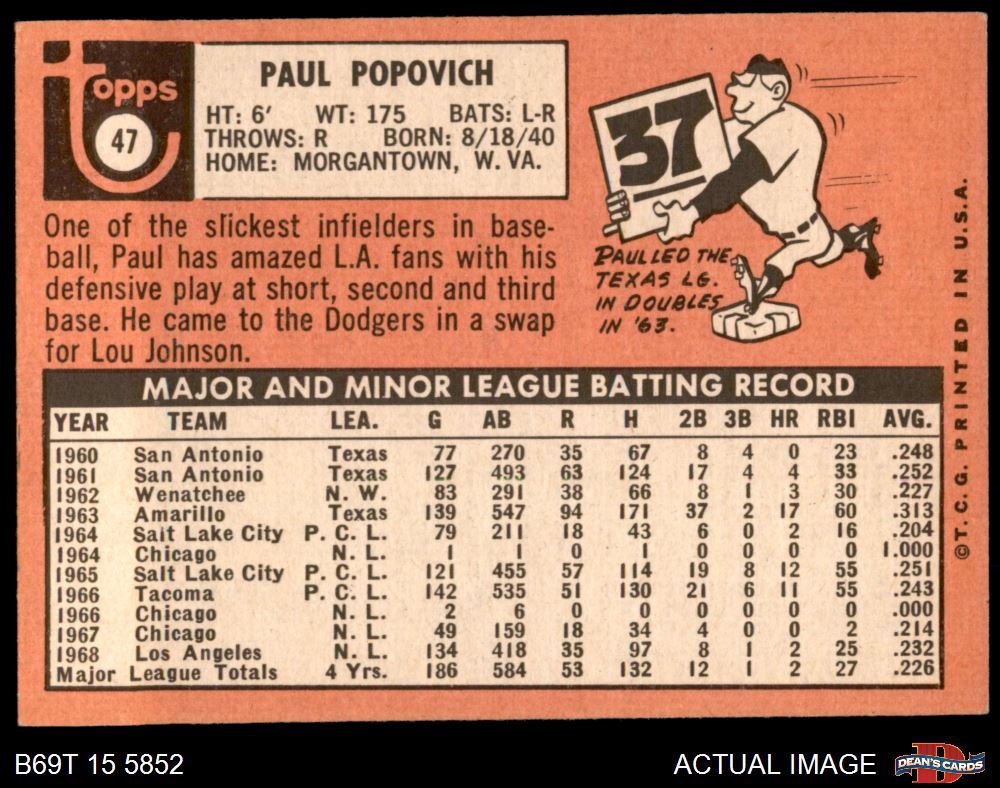 Topps
47
PAUL POPOVICH
HT: 6' WT: 175 BATS: L-R
THROWS: R BORN: 8/18/40
HOME: MORGANTOWN, W. VA.
One of the slickest infielders in base-
ball, Paul has amazed L.A. fans with his
defensive play at short, second and third
base. He came to the Dodgers in a swap
for Lou Johnson.
37
PAUL LED THE
TEXAS LG.
IN DOUBLES
IN '63.
MAJOR AND MINOR LEAGUE BATTING RECORD
YEAR TEAM LEA. G AB R H 2B 3B HR RBI AVG.
1960 San Antonio Texas 77 270 35 67 8 4 0 23 .248
1961 San Antonio Texas 127 493 63 124 17 4 4 33 .252
1962 Wenatchee N. W. 83 291 38 66 8 1 3 30 .227
1963 Amarillo Texas 139 547 94 171 37 2 17 60 .313
1964 Salt Lake City P. C. L. 79 211 18 43 6 0 2 16 .204
1964 Chicago N. L. 1 1 0 1 0 0 0 0 1.000
1965 Salt Lake City P. C. L. 121 455 57 114 19 8 12 55 .251
1966 Tacoma P. C. L. 142 535 51 130 21 6 11 55 .243
1966 Chicago N. L. 2 6 0 0 0 0 0 0 .000
1967 Chicago N. L. 49 159 18 34 4 0 0 2 .214
1968 Los Angeles N. L. 134 418 35 97 8 1 2 25 .232
Major League Totals 4 Yrs. 186 584 53 132 12 1 2 27 .226
©T. C. G. PRINTED IN U.S.A.
B69T 15 5852
ACTUAL IMAGE
D
DEAN'S CARDS